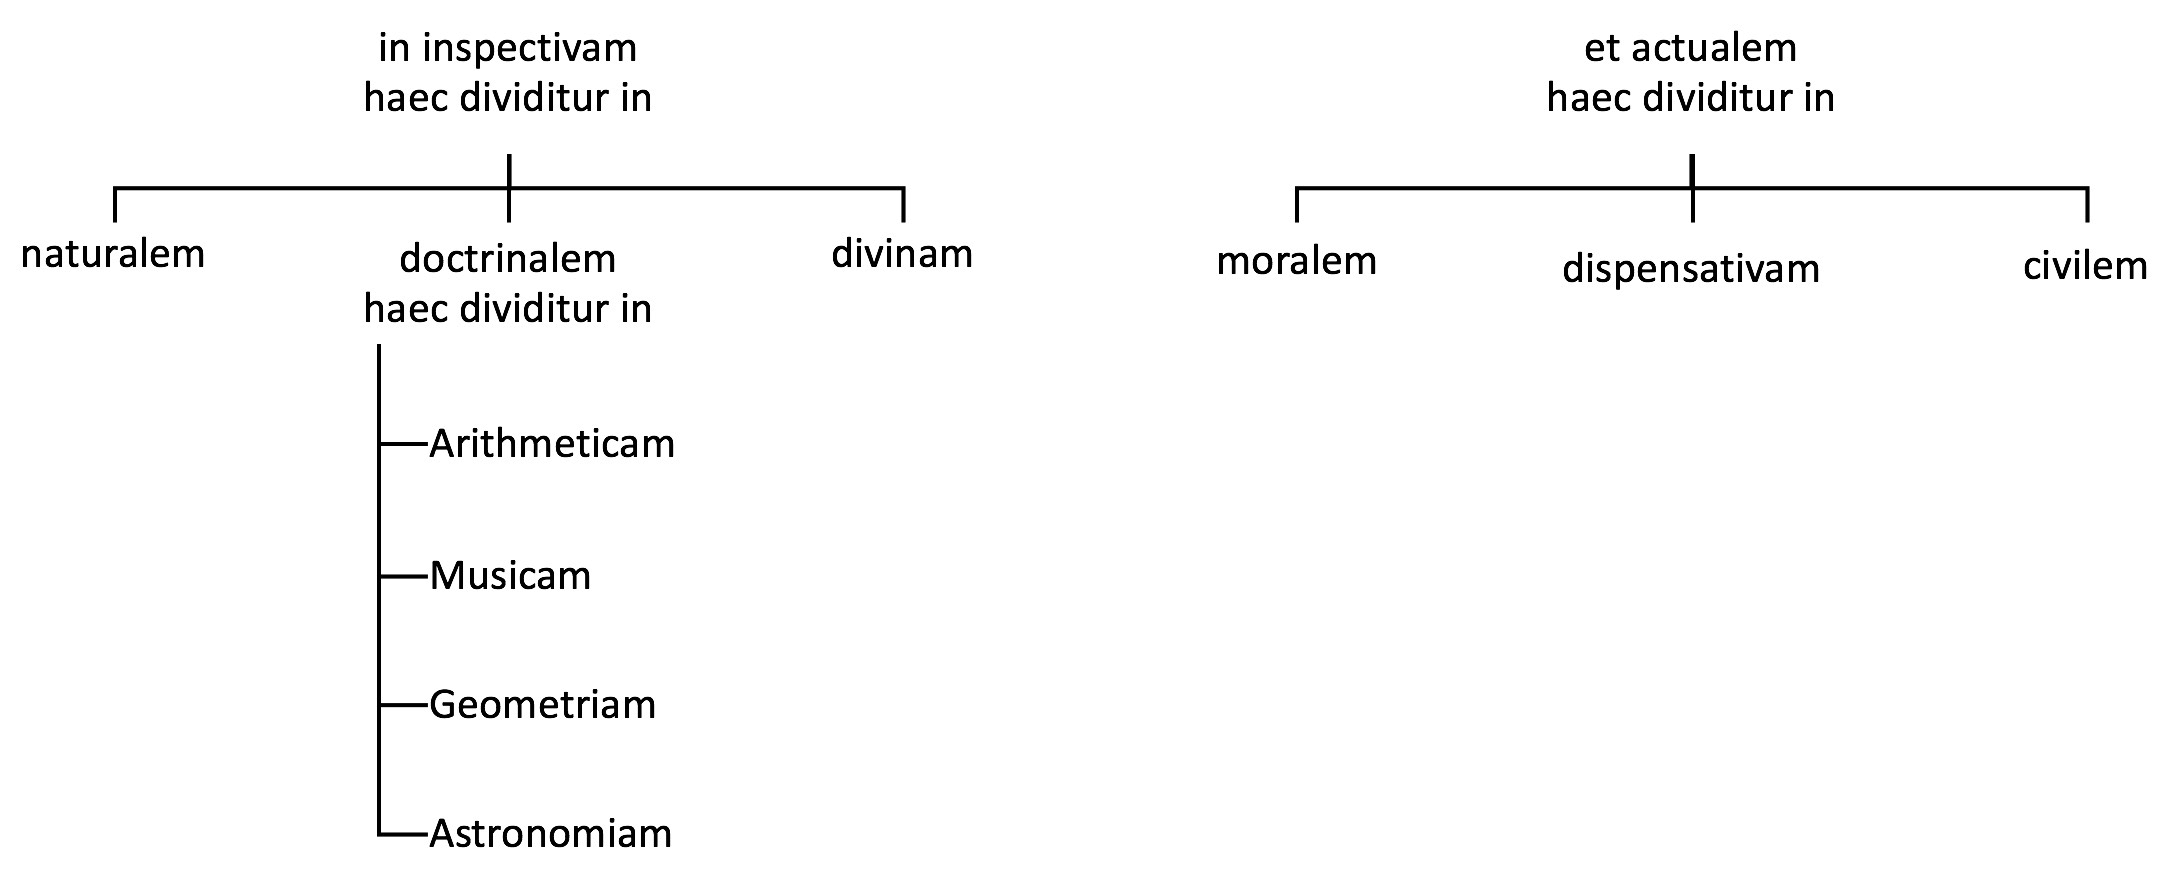 in inspectivam
haec dividitur in
et actualem
haec dividitur in
naturalem
doctrinalem
haec dividitur in
divinam
moralem
dispensativam
civilem
Arithmeticam
Musicam
Geometriam
Astronomiam